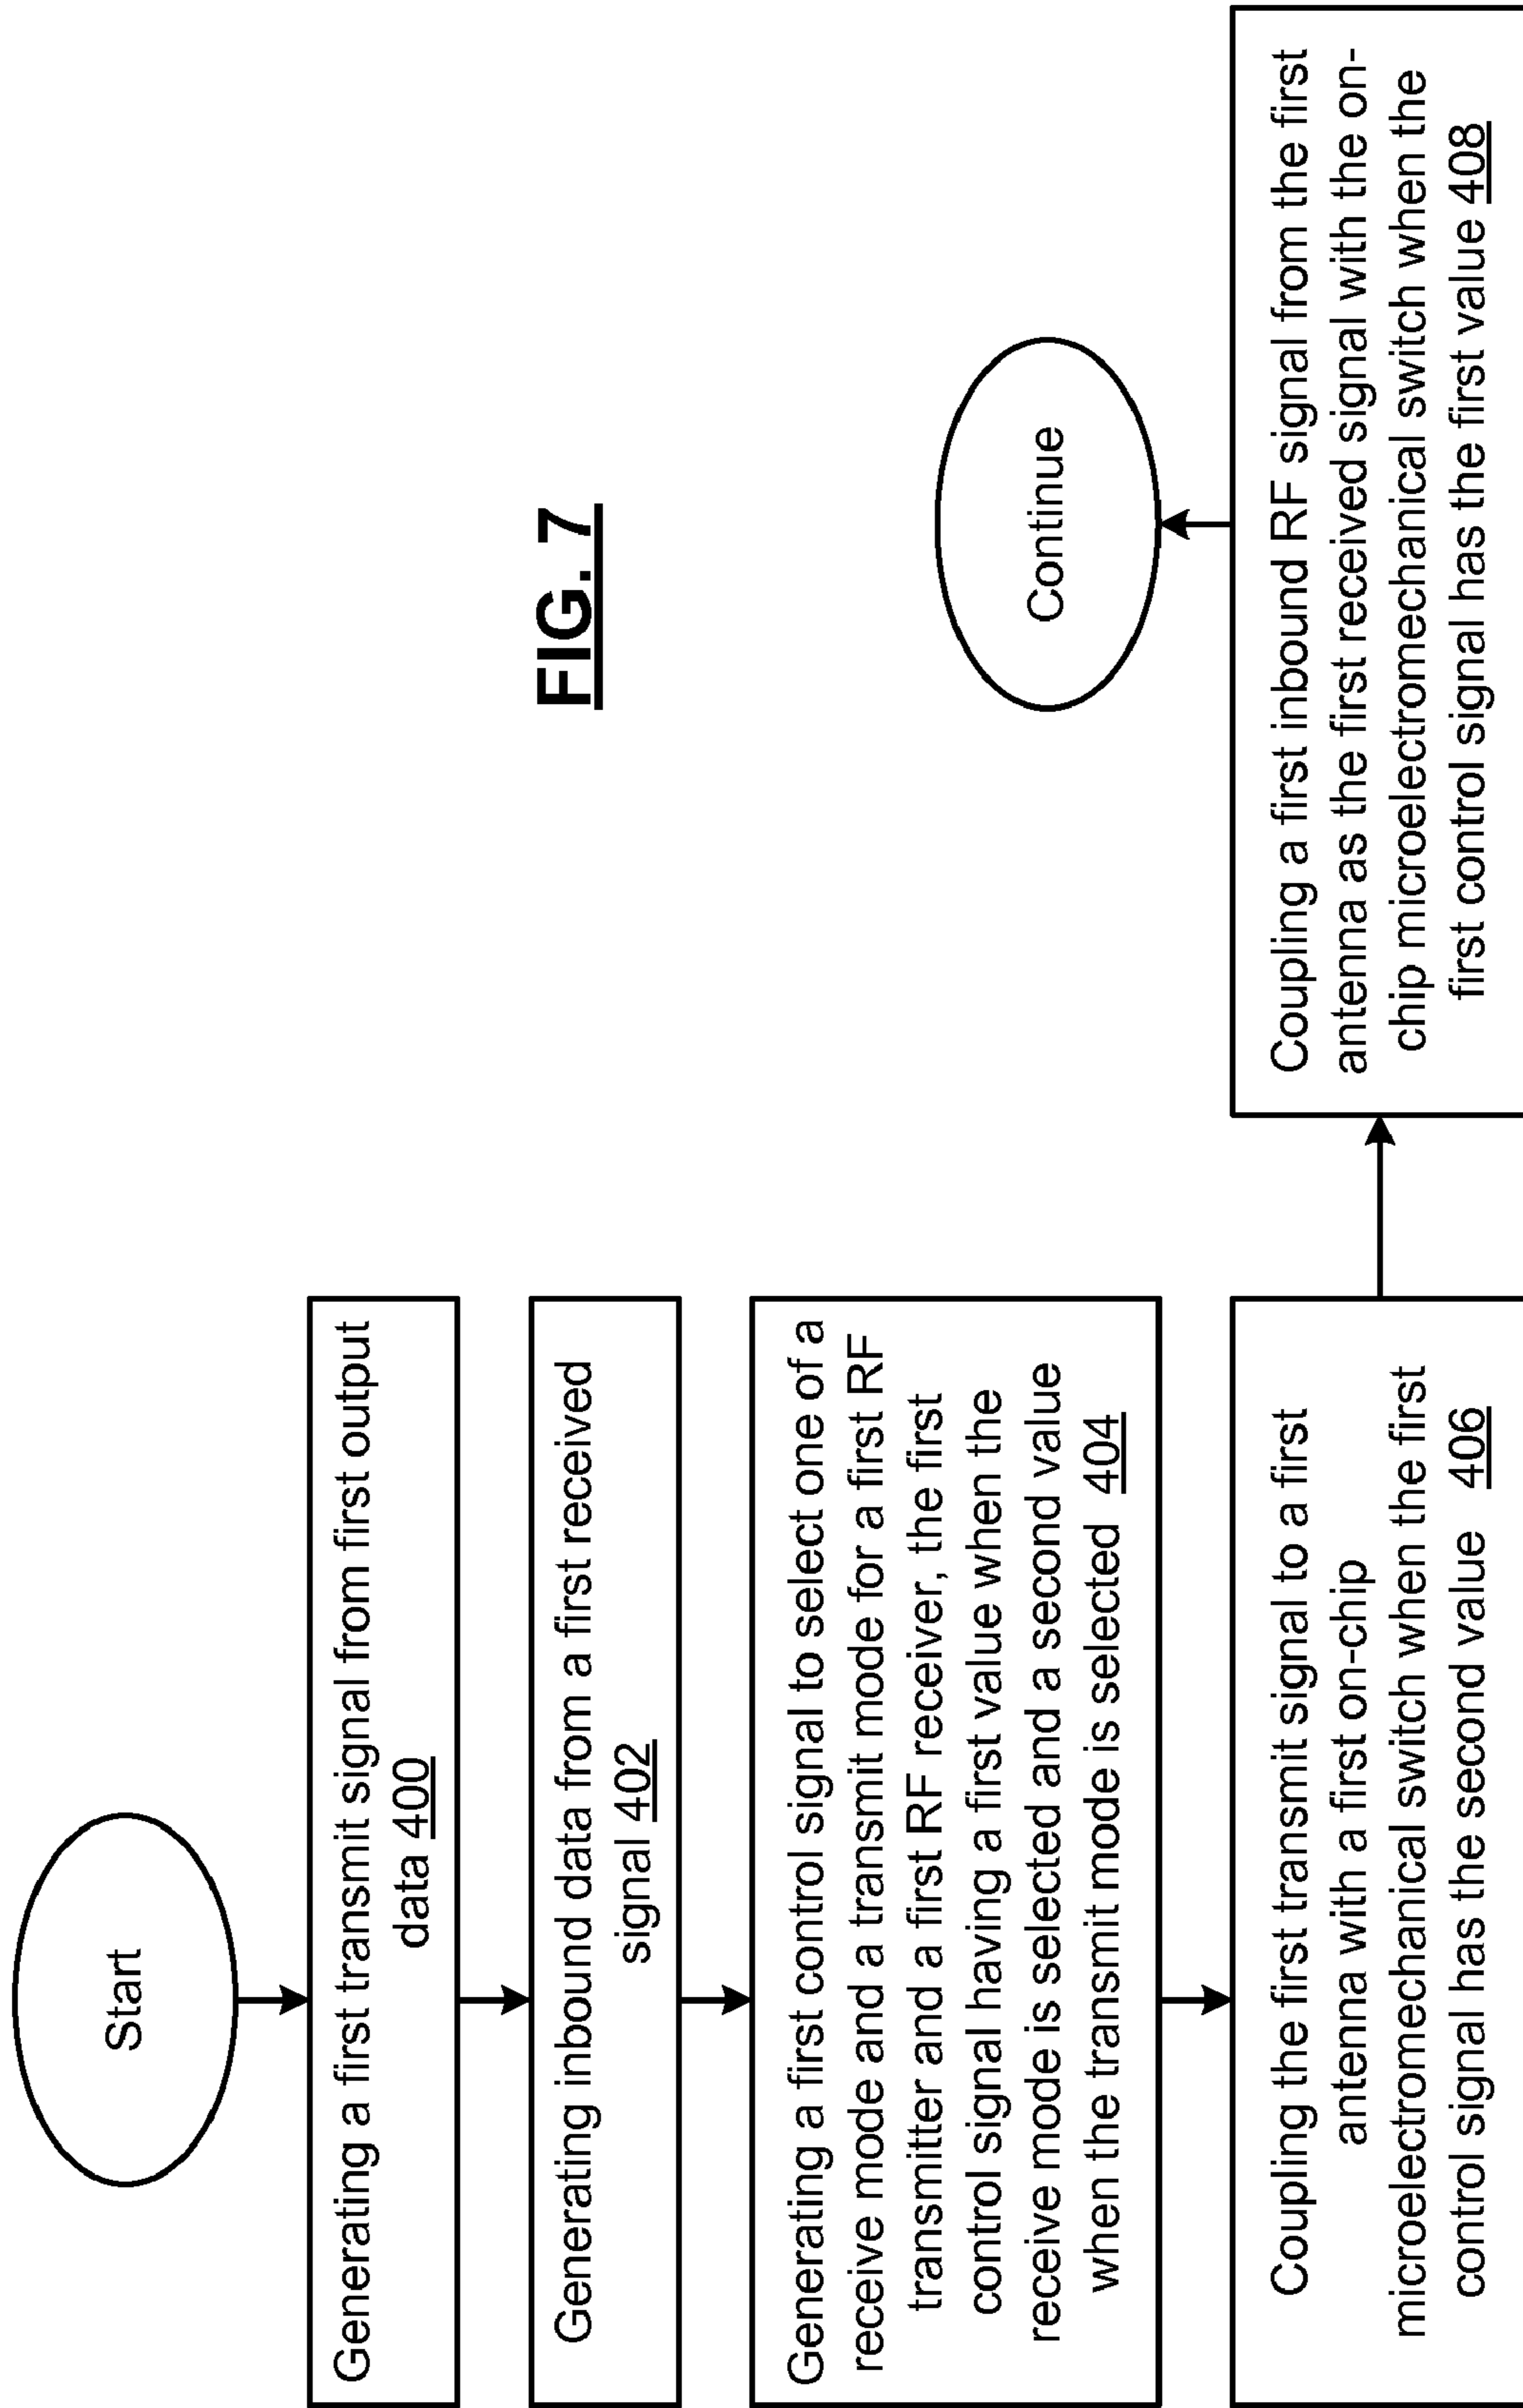 Start
Generating a first transmit signal from first output
data 400
Generating inbound data from a first received
signal 402
Generating a first control signal to select one of a
receive mode and a transmit mode for a first RF
transmitter and a first RF receiver, the first
control signal having a first value when the
receive mode is selected and a second value
when the transmit mode is selected 404
Coupling the first transmit signal to a first
antenna with a first on-chip
microelectromechanical switch when the first
control signal has the second value 406
Coupling a first inbound RF signal from the first
antenna as the first received signal with the on-
chip microelectromechanical switch when the
first control signal has the first value 408
Continue
FIG. 7